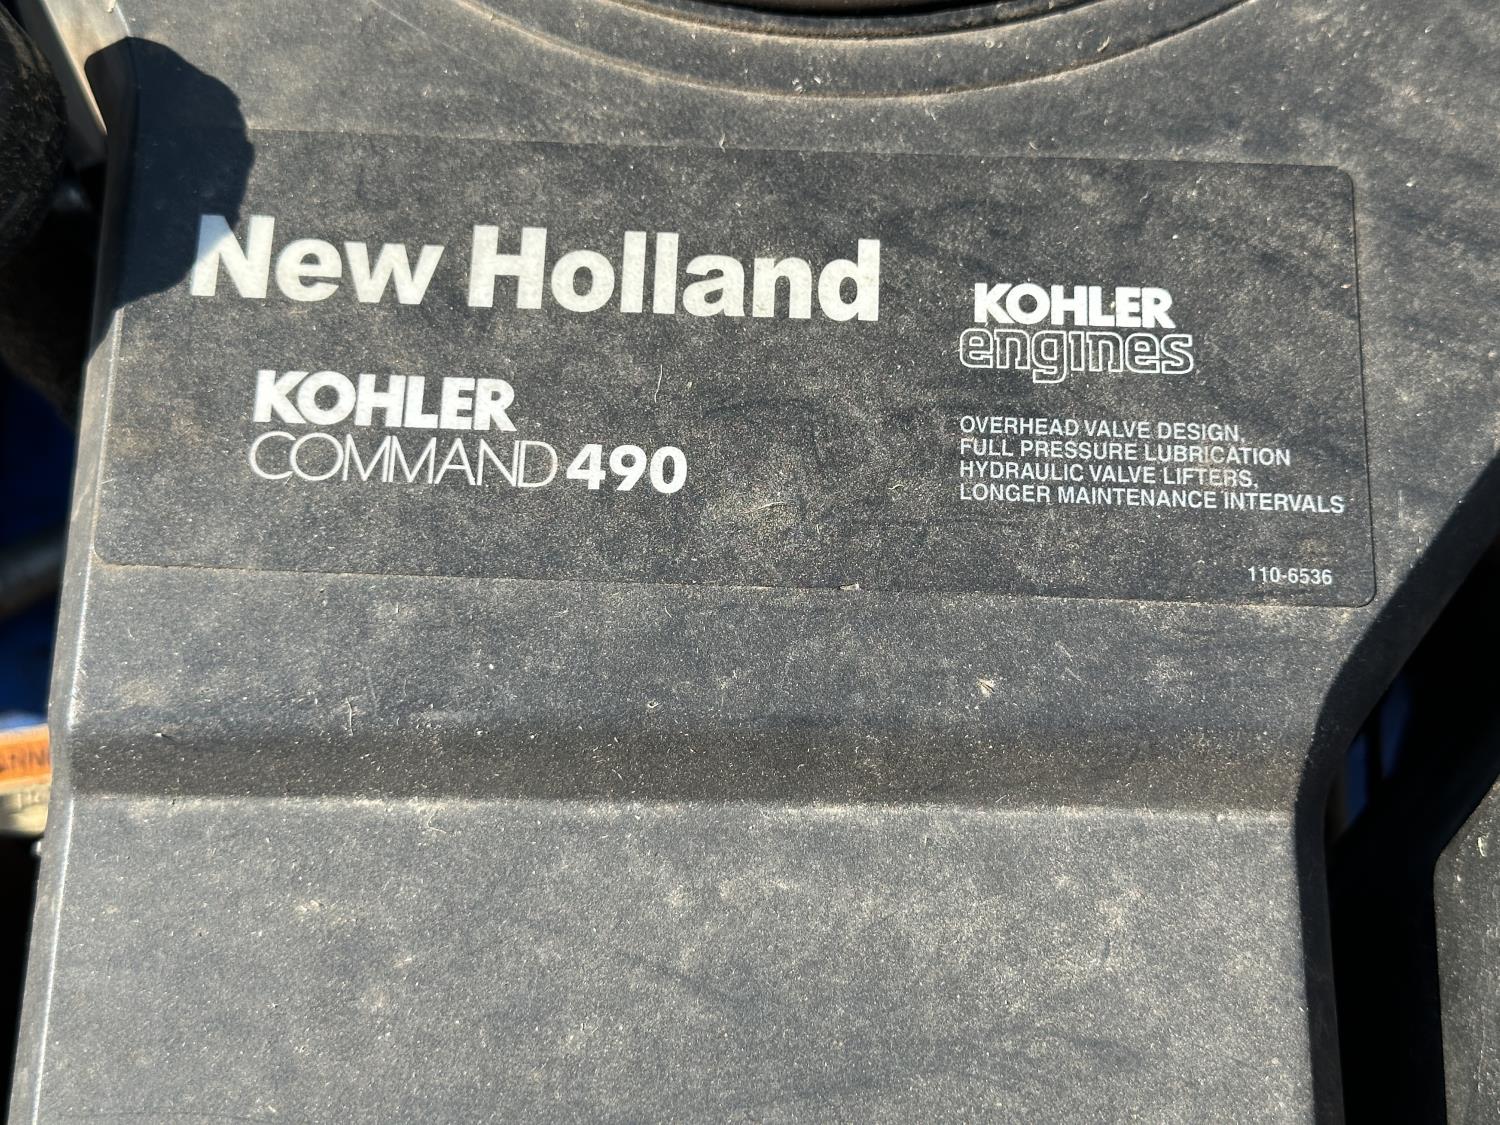 New Holland
KOHLER
COMMAND 490
KOHLER
engines
OVERHEAD VALVE DESIGN,
FULL PRESSURE LUBRICATION
HYDRAULIC VALVE LIFTERS,
LONGER MAINTENANCE INTERVALS
110-6536